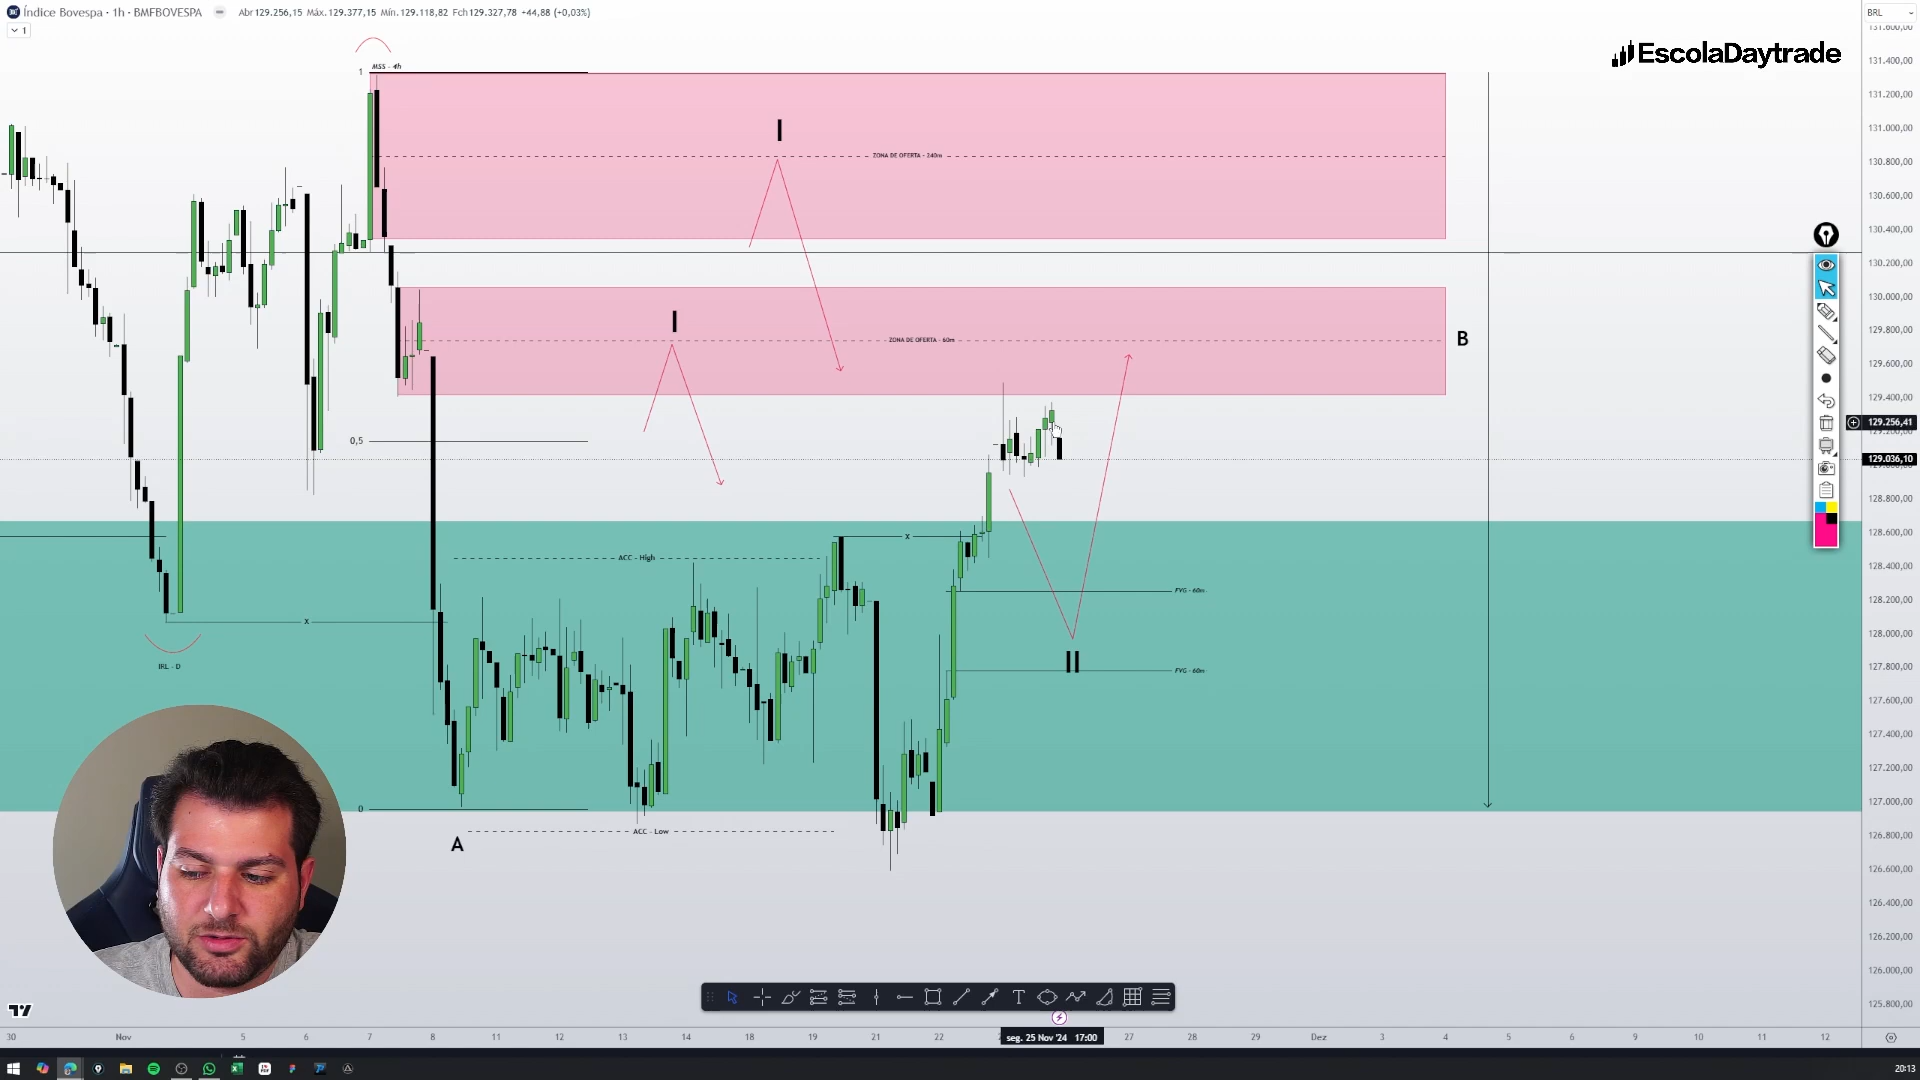 Índice Bovespa · 1h · BMFBOVESPA
Abr 129.256,15 Máx. 129.377,15 Mín. 129.118,82 Fch 129.327,78 +44,88 (+0,03%)
1
BRL
EscolaDaytrade
MSS - 4h
1
I
ZONA DE OFERTA - 240m
I
ZONA DE OFERTA - 60m
B
0,5
ACC - High
x
FVG - 60m
x
IRL - D
II
FVG - 60m
0
ACC - Low
A
131.400,00
131.200,00
131.000,00
130.800,00
130.600,00
130.400,00
130.200,00
130.000,00
129.800,00
129.600,00
129.400,00
129.256,41
129.036,10
128.800,00
128.600,00
128.400,00
128.200,00
128.000,00
127.800,00
127.600,00
127.400,00
127.200,00
127.000,00
126.800,00
126.600,00
126.400,00
126.200,00
126.000,00
125.800,00
30 Nov 5 6 7 8 11 12 13 14 18 19 21 22 seg. 25 Nov '24 17:00 27 28 Dez 3 4 5 6 9 10 11 12
20:13